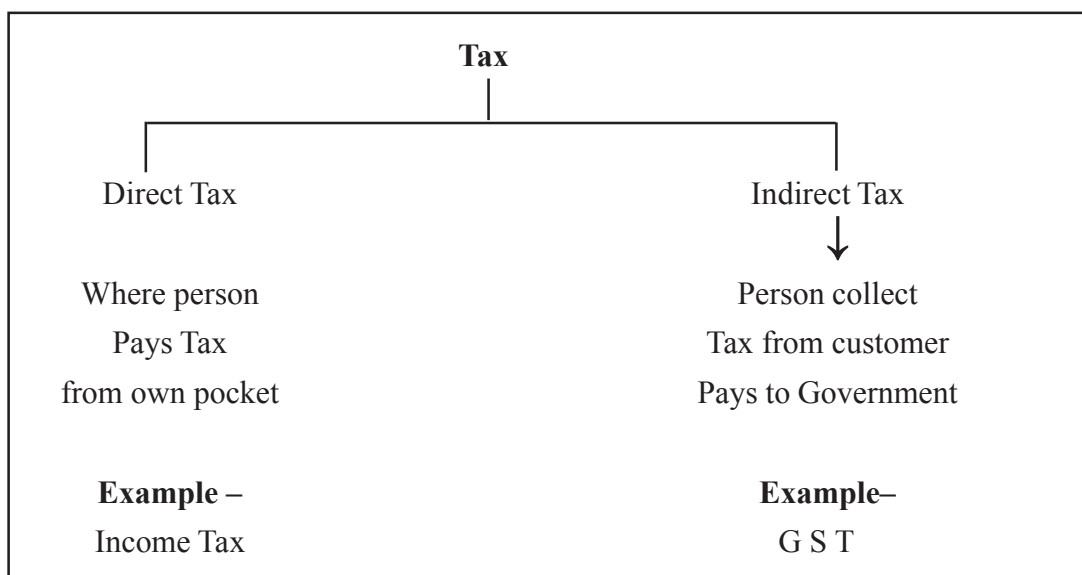 Tax
Direct Tax
Where person
Pays Tax
from own pocket
Example –
Income Tax
Indirect Tax
Person collect
Tax from customer
Pays to Government
Example–
G S T